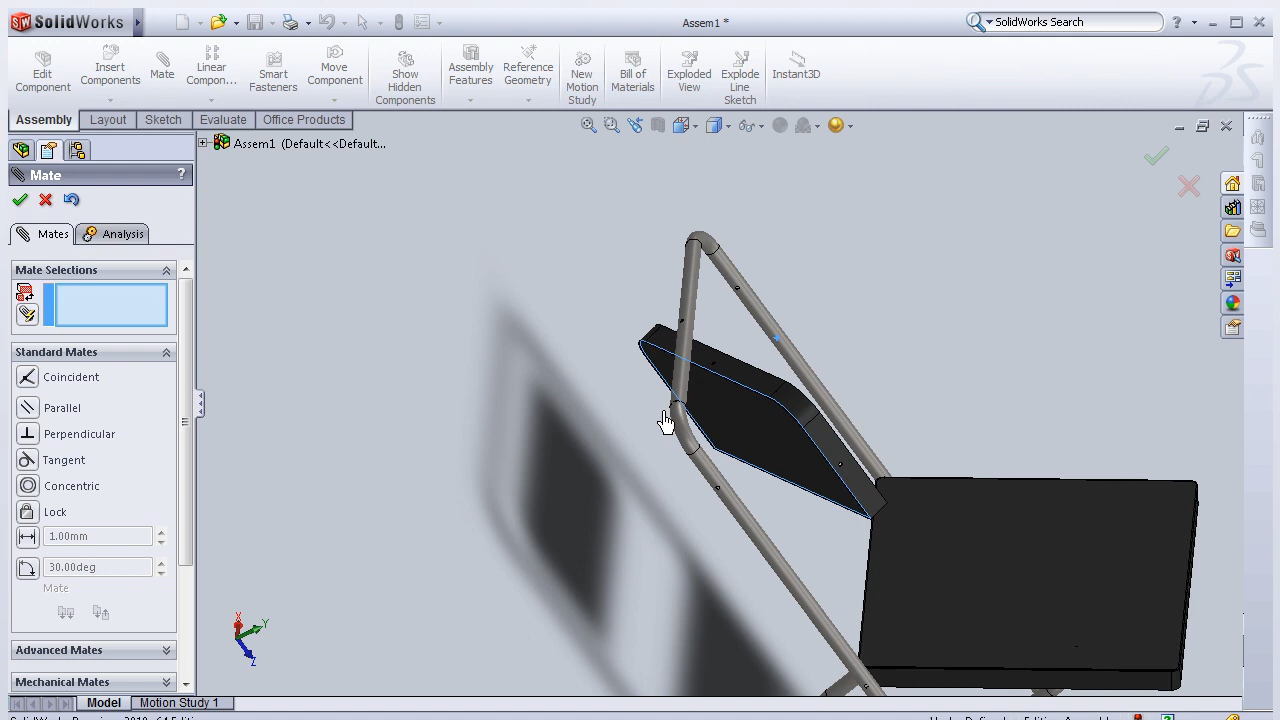 SolidWorks
Assem1 *
SolidWorks Search
Edit Component
Insert Components
Mate
Linear Compon...
Smart Fasteners
Move Component
Show Hidden Components
Assembly Features
Reference Geometry
New Motion Study
Bill of Materials
Exploded View
Explode Line Sketch
Instant3D
Assembly
Layout
Sketch
Evaluate
Office Products
Assem1 (Default<<Default...
Mate
?
Mates
Analysis
Mate Selections
Standard Mates
Coincident
Parallel
Perpendicular
Tangent
Concentric
Lock
1.00mm
30.00deg
Mate
Advanced Mates
Mechanical Mates
X
Y
Z
Model
Motion Study 1